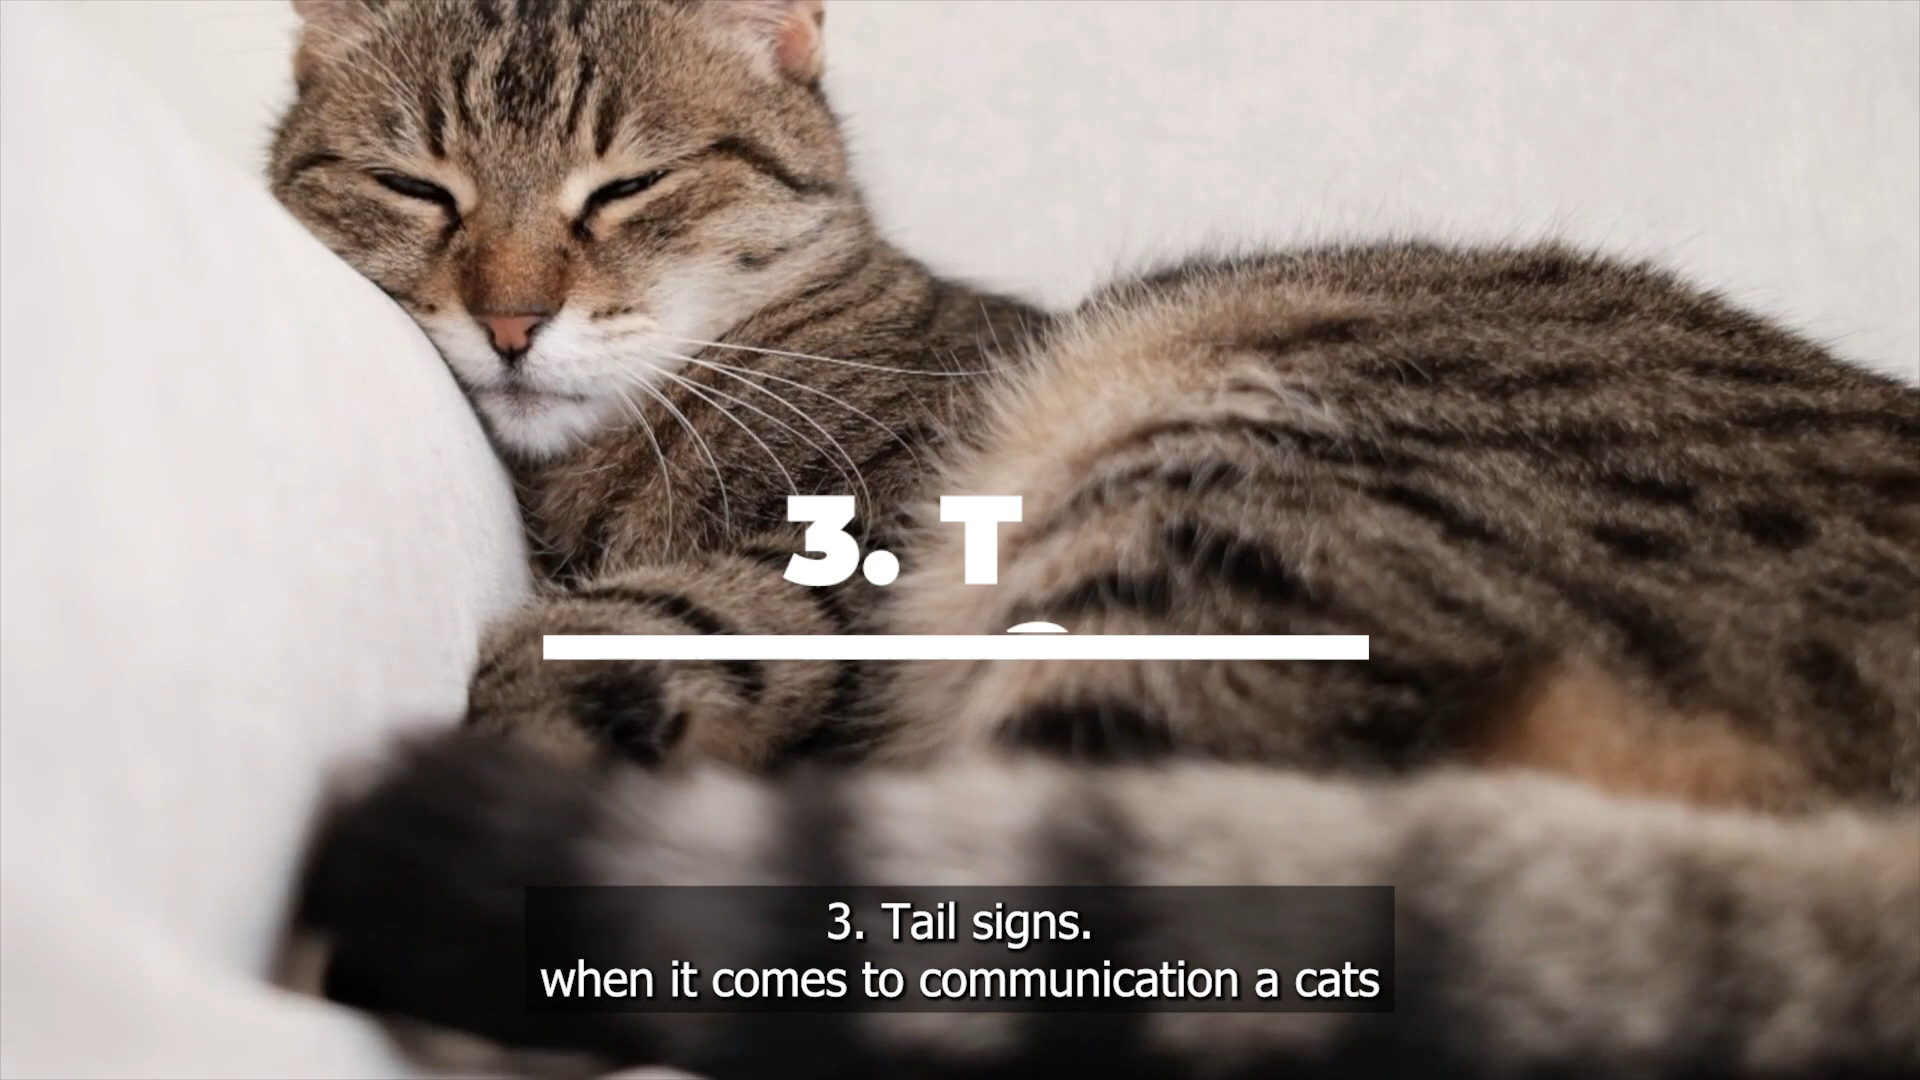 3. T
3. Tail signs.
when it comes to communication a cats